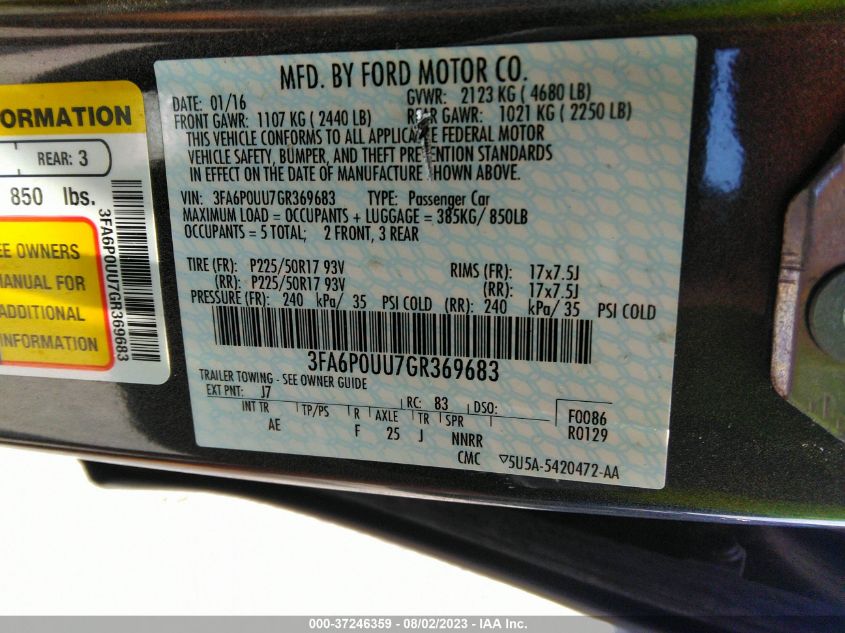 ORMATION
REAR: 3
850 lbs.
EE OWNERS
MANUAL FOR
ADDITIONAL
INFORMATION
3FA6P0UU7GR369683
MFD. BY FORD MOTOR CO.
DATE: 01/16 GVWR: 2123 KG ( 4680 LB)
FRONT GAWR: 1107 KG ( 2440 LB) REAR GAWR: 1021 KG ( 2250 LB)
THIS VEHICLE CONFORMS TO ALL APPLICABLE FEDERAL MOTOR
VEHICLE SAFETY, BUMPER, AND THEFT PREVENTION STANDARDS
IN EFFECT ON THE DATE OF MANUFACTURE SHOWN ABOVE.
VIN: 3FA6P0UU7GR369683 TYPE: Passenger Car
MAXIMUM LOAD = OCCUPANTS + LUGGAGE = 385KG/ 850LB
OCCUPANTS = 5 TOTAL; 2 FRONT, 3 REAR
TIRE (FR): P225/50R17 93V RIMS (FR): 17x7.5J
(RR): P225/50R17 93V (RR): 17x7.5J
PRESSURE (FR): 240 kPa/ 35 PSI COLD (RR): 240 kPa/ 35 PSI COLD
3FA6P0UU7GR369683
TRAILER TOWING - SEE OWNER GUIDE
EXT PNT: J7 RC: 83 DSO:
INT TR TP/PS R AXLE TR SPR F0086
AE F 25 J NNRR R0129
CMC ▽5U5A-5420472-AA
000-37246359 - 08/02/2023 - IAA Inc.